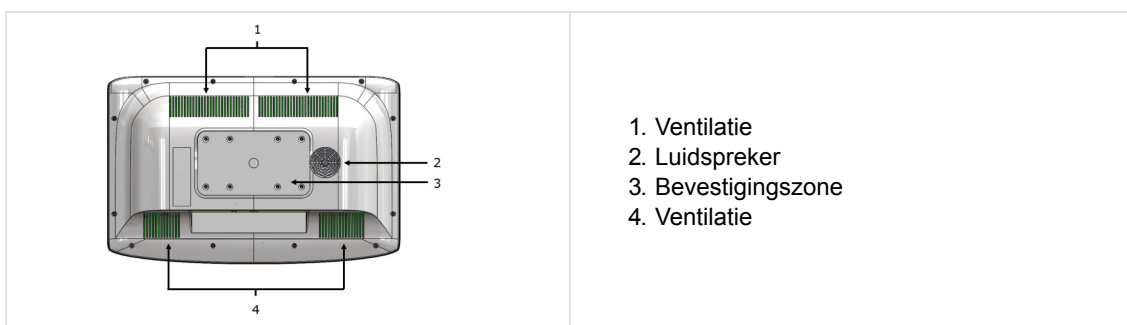 1
2
3
4
1. Ventilatie
2. Luidspreker
3. Bevestigingszone
4. Ventilatie